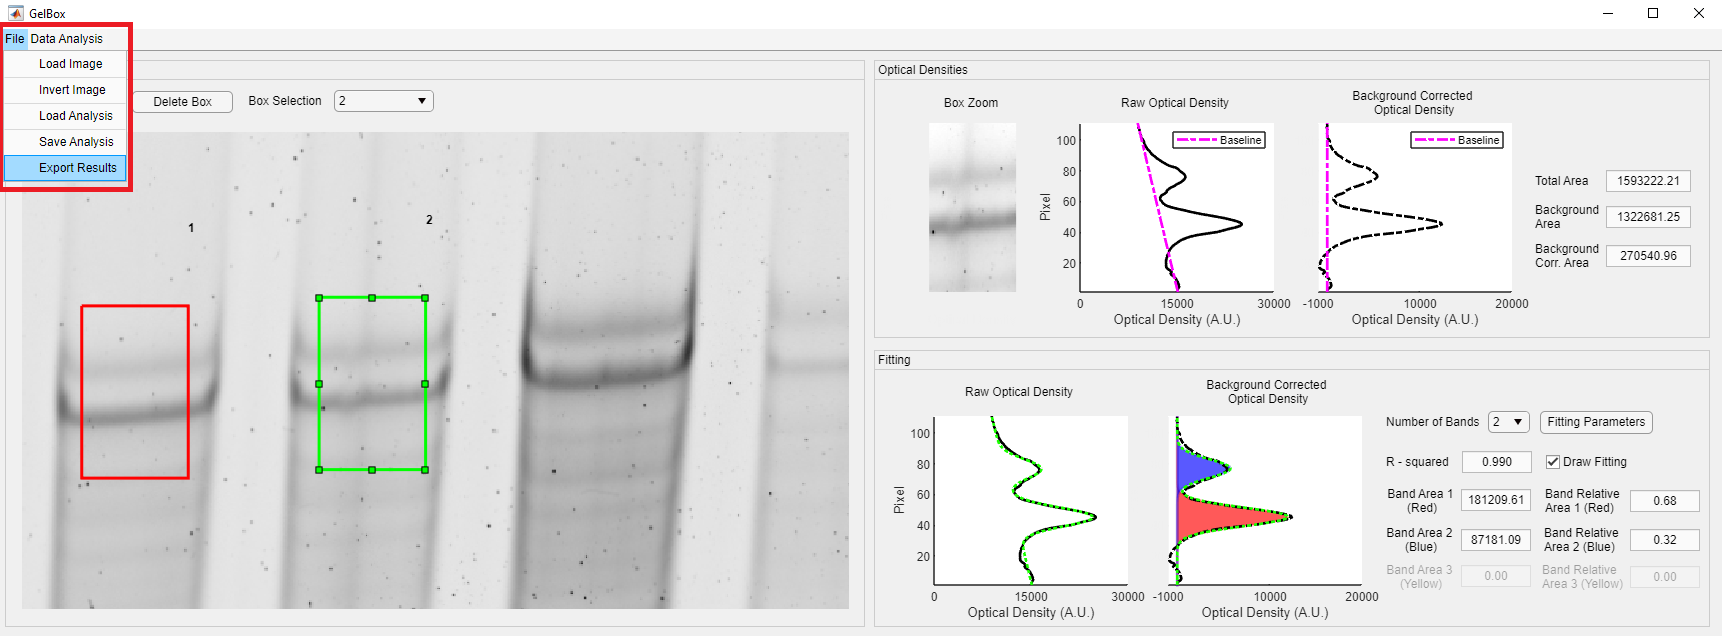 GelBox
File Data Analysis
Load Image
Invert Image
Load Analysis
Save Analysis
Export Results
Delete Box
Box Selection
2
1
2
Optical Densities
Box Zoom
Raw Optical Density
Baseline
100
80
60
40
20
Pixel
0
15000
30000
Optical Density (A.U.)
Background Corrected
Optical Density
Baseline
-1000
10000
20000
Optical Density (A.U.)
Total Area
1593222.21
Background
Area
1322681.25
Background
Corr. Area
270540.96
Fitting
Raw Optical Density
100
80
60
40
20
Pixel
0
15000
30000
Optical Density (A.U.)
Background Corrected
Optical Density
-1000
10000
20000
Optical Density (A.U.)
Number of Bands
2
Fitting Parameters
R - squared
0.990
Draw Fitting
Band Area 1
(Red)
181209.61
Band Relative
Area 1 (Red)
0.68
Band Area 2
(Blue)
87181.09
Band Relative
Area 2 (Blue)
0.32
Band Area 3
(Yellow)
0.00
Band Relative
Area 3 (Yellow)
0.00